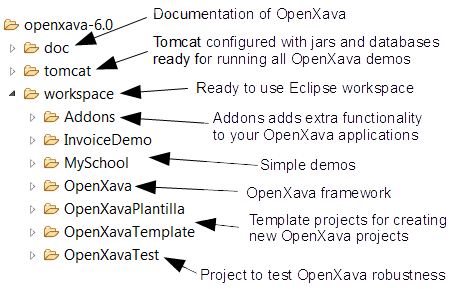 Documentation of OpenXava
openxava-6.0
doc
Tomcat configured with jars and databases
ready for running all OpenXava demos
tomcat
workspace
Ready to use Eclipse workspace
Addons
Addons adds extra functionality
to your OpenXava applications
InvoiceDemo
MySchool
Simple demos
OpenXava
OpenXava framework
OpenXavaPlantilla
Template projects for creating
new OpenXava projects
OpenXavaTemplate
OpenXavaTest
Project to test OpenXava robustness